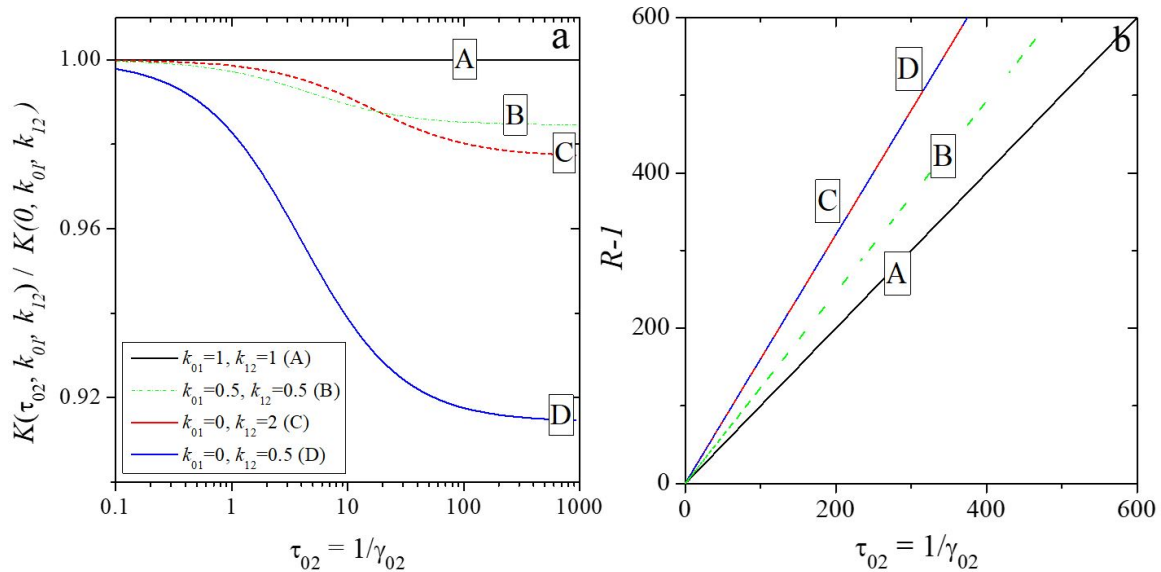 a
K(τ₀₂, k₀₁, k₁₂) / K(0, k₀₁, k₁₂)
1.00
0.96
0.92
A
B
C
D
k₀₁=1, k₁₂=1 (A)
k₀₁=0.5, k₁₂=0.5 (B)
k₀₁=0, k₁₂=2 (C)
k₀₁=0, k₁₂=0.5 (D)
0.1 1 10 100 1000
τ₀₂ = 1/γ₀₂
b
R-1
600
400
200
0
D
B
C
A
0 200 400 600
τ₀₂ = 1/γ₀₂